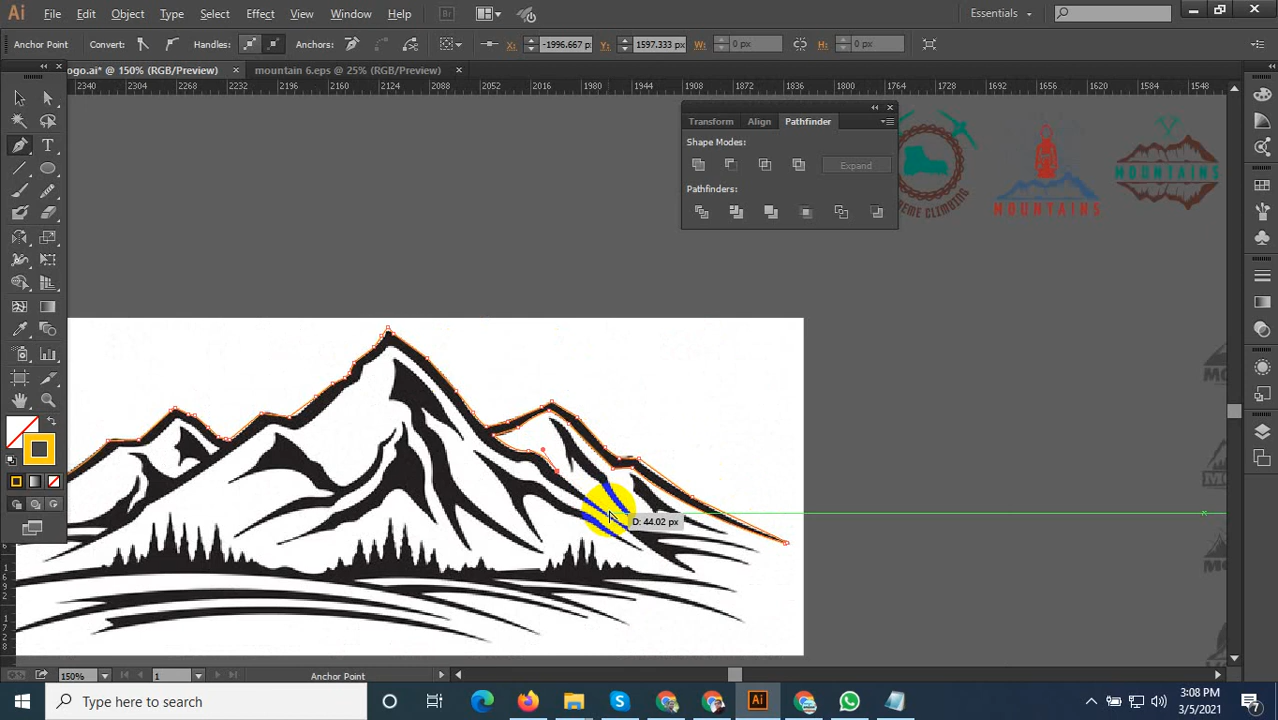 Ai File Edit Object Type Select Effect View Window Help Br Essentials
Anchor Point Convert: Handles: Anchors: X: -1996.667 p Y: 1597.333 px W: 0 px H: 0 px
ogo.ai* @ 150% (RGB/Preview) × mountain 6.eps @ 25% (RGB/Preview) ×
2340 2304 2268 2232 2196 2160 2124 2088 2052 2016 1980 1944 1908 1872 1836 1800 1764 1728 1692 1656 1620 1584 1548
Transform Align Pathfinder
Shape Modes:
Expand
Pathfinders:
EME CLIMBING
MOUNTAINS
MOUNTAINS
D: 44.02 px
150% 1 Anchor Point
Type here to search
3:08 PM
3/5/2021
7